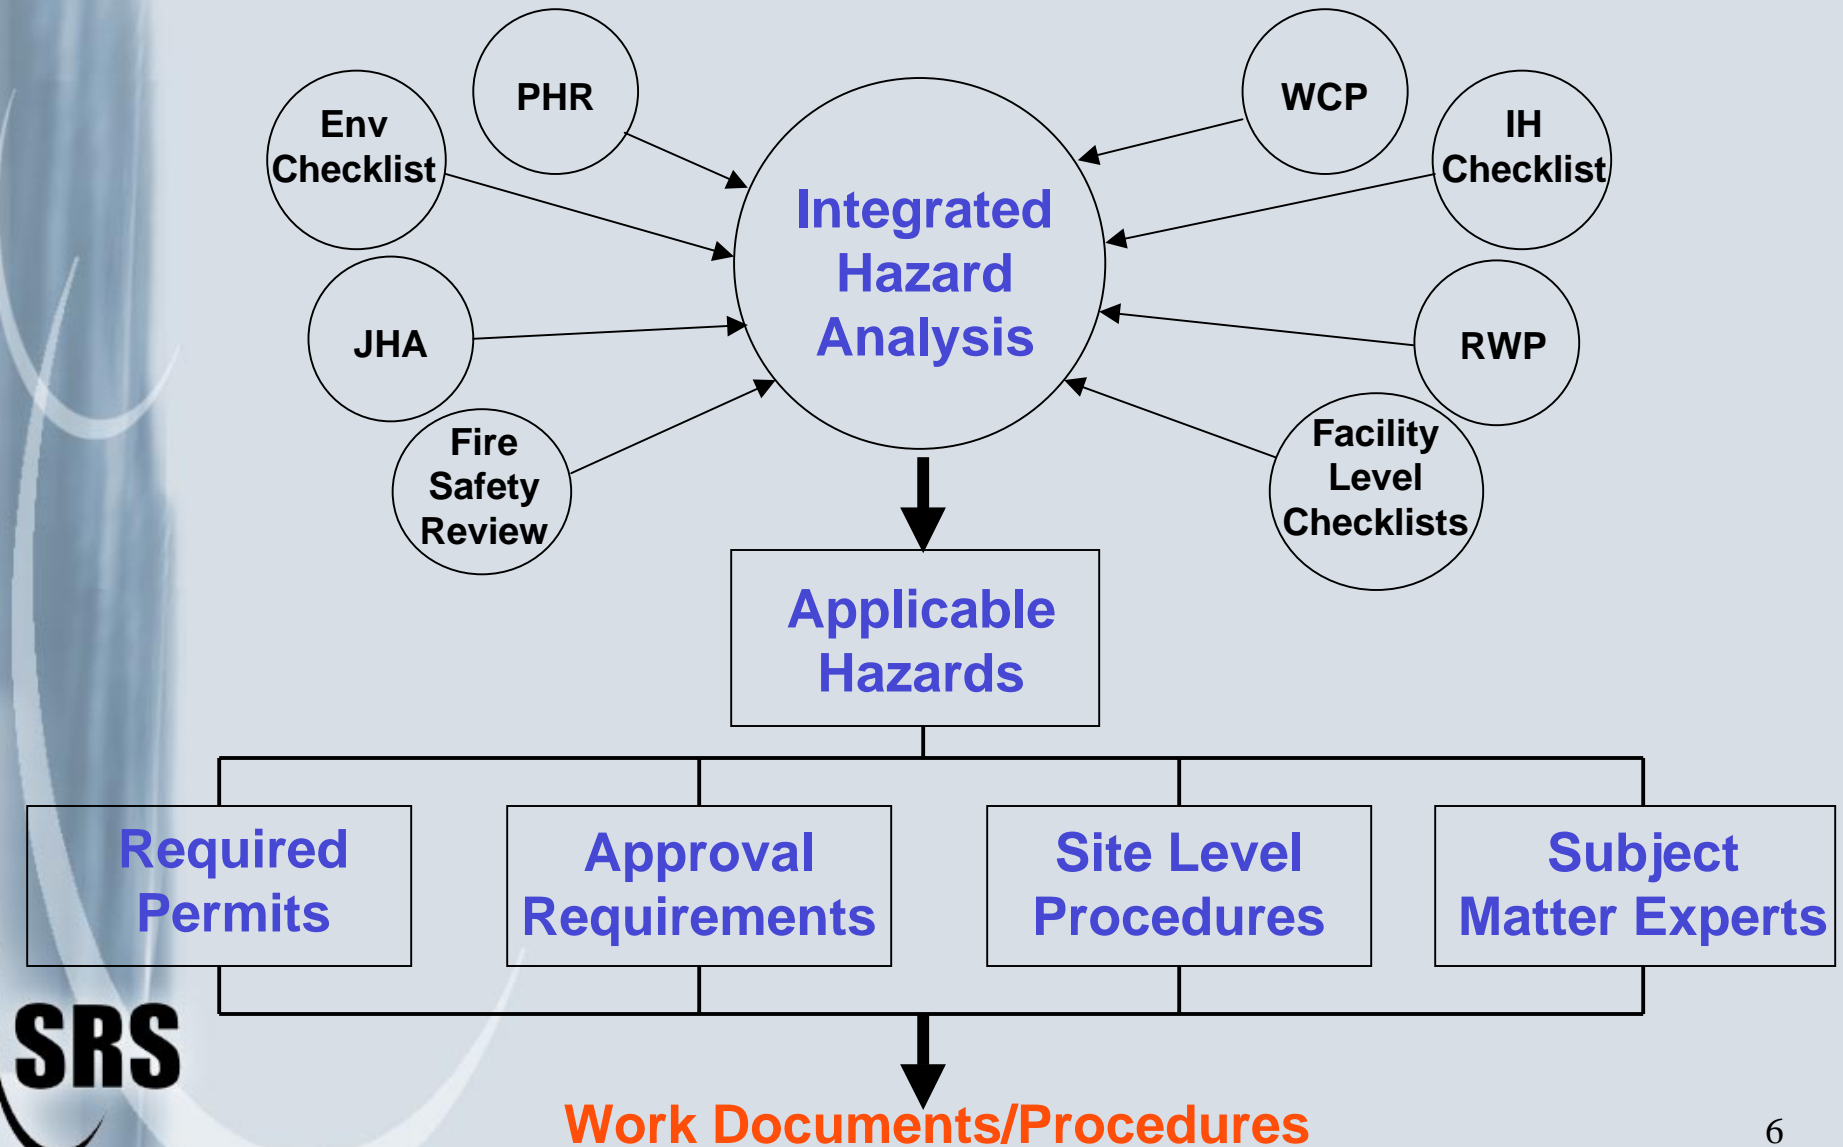 PHR
WCP
Env
Checklist
IH
Checklist
Integrated
Hazard
Analysis
JHA
RWP
Fire
Safety
Review
Facility
Level
Checklists
Applicable
Hazards
Required
Permits
Approval
Requirements
Site Level
Procedures
Subject
Matter Experts
SRS
Work Documents/Procedures
6